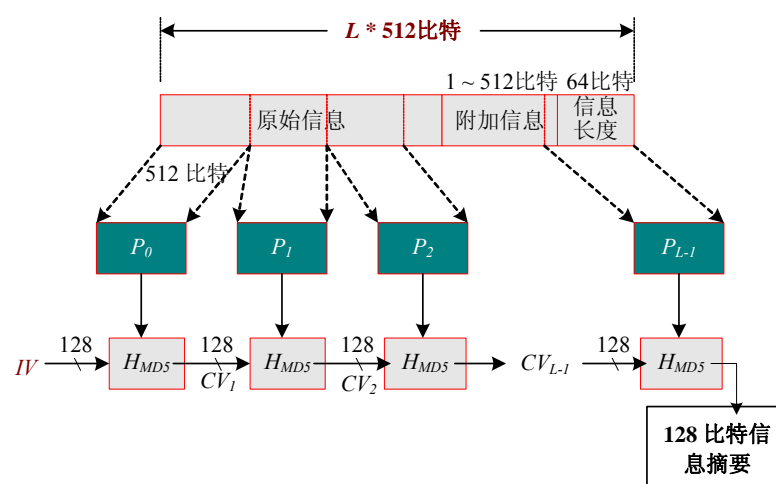 L * 512比特
1 ~ 512比特
64比特
原始信息
附加信息
信息
长度
512 比特
P0
P1
P2
PL-1
IV
128
HMD5
128
CV1
HMD5
128
CV2
HMD5
CVL-1
128
HMD5
128 比特信
息摘要